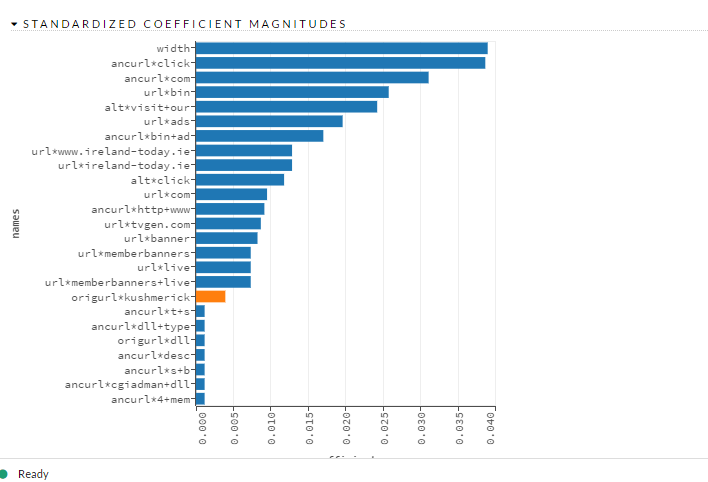 STANDARDIZED COEFFICIENT MAGNITUDES
width
ancurl*click
ancurl*com
url*bin
alt*visit+our
url*ads
ancurl*bin+ad
url*www.ireland-today.ie
url*ireland-today.ie
alt*click
url*com
ancurl*http+www
url*tvgen.com
url*banner
url*memberbanners
url*live
url*memberbanners+live
origurl*kushmerick
ancurl*t+s
ancurl*dll+type
origurl*dll
ancurl*desc
ancurl*s+b
ancurl*cgiadman+dll
ancurl*4+mem
names
0.000
0.005
0.010
0.015
0.020
0.025
0.030
0.035
0.040
Ready